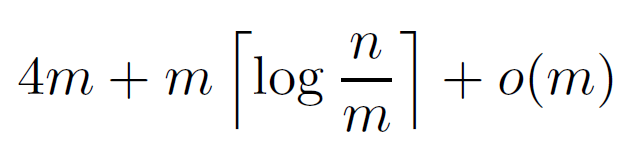 4m + m ⌈log n/m⌉ + o(m)